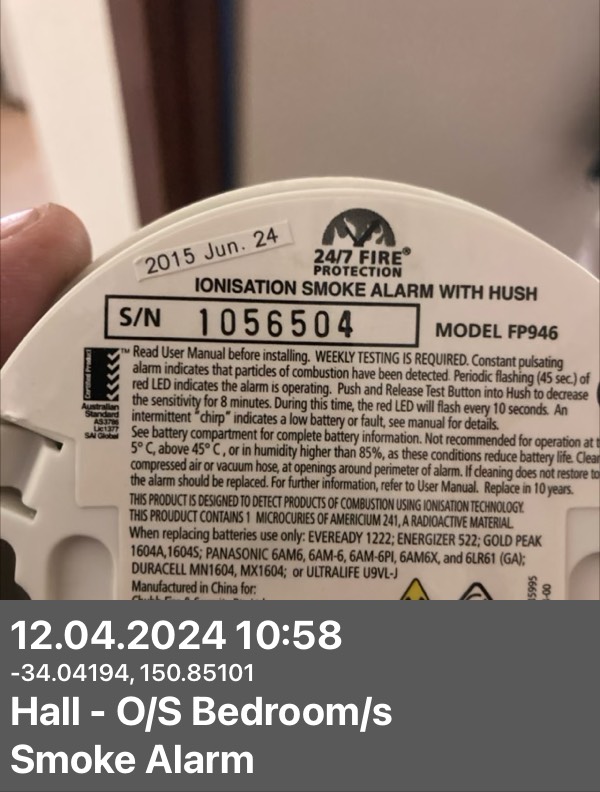 2015 Jun. 24
24/7 FIRE®
PROTECTION
IONISATION SMOKE ALARM WITH HUSH
S/N 1056504
MODEL FP946
Certified Product
™
Australian
Standard
AS3786
Lic1377
SAI Global
Read User Manual before installing. WEEKLY TESTING IS REQUIRED. Constant pulsating
alarm indicates that particles of combustion have been detected. Periodic flashing (45 sec.) of
red LED indicates the alarm is operating. Push and Release Test Button into Hush to decrease
the sensitivity for 8 minutes. During this time, the red LED will flash every 10 seconds. An
intermittent "chirp" indicates a low battery or fault, see manual for details.
See battery compartment for complete battery information. Not recommended for operation at t
5° C, above 45° C, or in humidity higher than 85%, as these conditions reduce battery life. Clean
compressed air or vacuum hose, at openings around perimeter of alarm. If cleaning does not restore to
the alarm should be replaced. For further information, refer to User Manual. Replace in 10 years.
THIS PRODUCT IS DESIGNED TO DETECT PRODUCTS OF COMBUSTION USING IONISATION TECHNOLOGY.
THIS PROUDUCT CONTAINS 1 MICROCURIES OF AMERICIUM 241, A RADIOACTIVE MATERIAL.
When replacing batteries use only: EVEREADY 1222; ENERGIZER 522; GOLD PEAK
1604A,1604S; PANASONIC 6AM6, 6AM-6, 6AM-6PI, 6AM6X, and 6LR61 (GA);
DURACELL MN1604, MX1604; or ULTRALIFE U9VL-J
Manufactured in China for:
12.04.2024 10:58
-34.04194, 150.85101
Hall - O/S Bedroom/s
Smoke Alarm